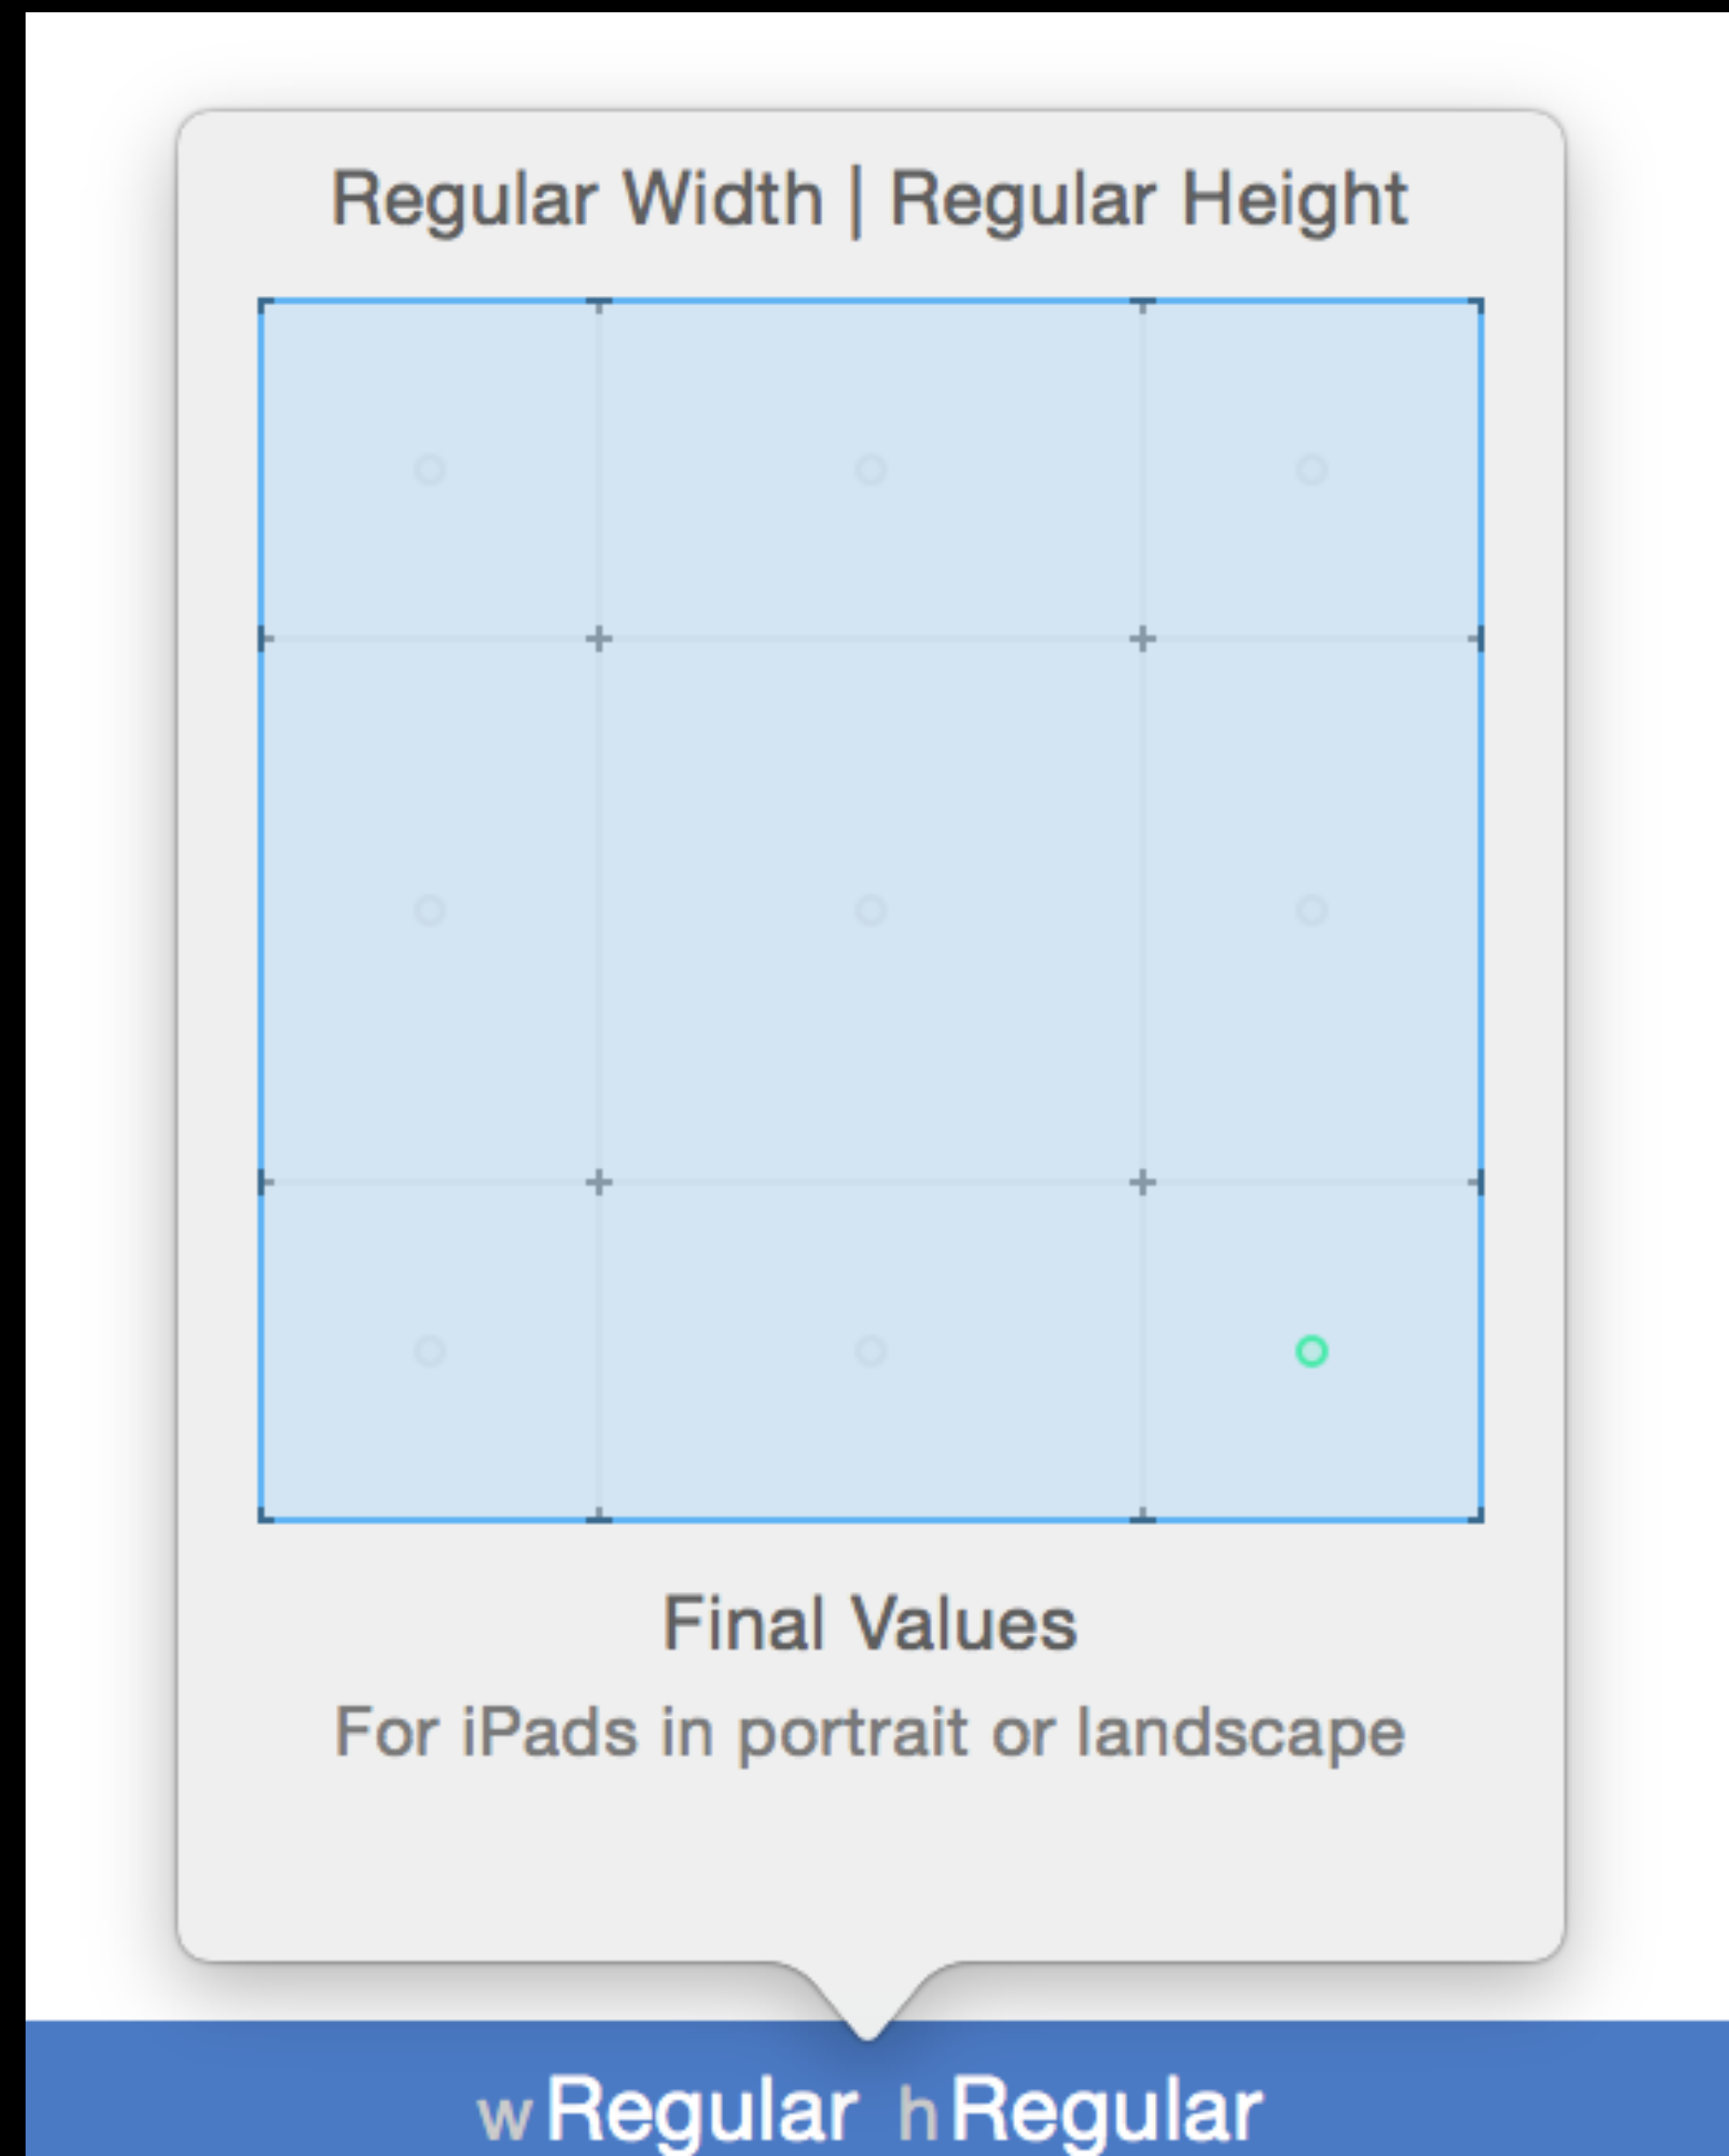 Regular Width | Regular Height
Final Values
For iPads in portrait or landscape
wRegular hRegular